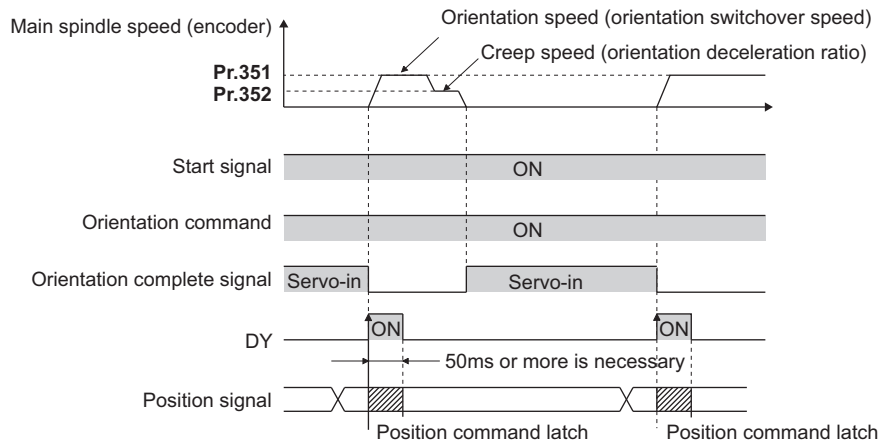 Orientation speed (orientation switchover speed)
Main spindle speed (encoder)
Creep speed (orientation deceleration ratio)
Pr.351
Pr.352
Start signal
ON
Orientation command
ON
Orientation complete signal
Servo-in
Servo-in
DY
ON
ON
50ms or more is necessary
Position signal
Position command latch
Position command latch